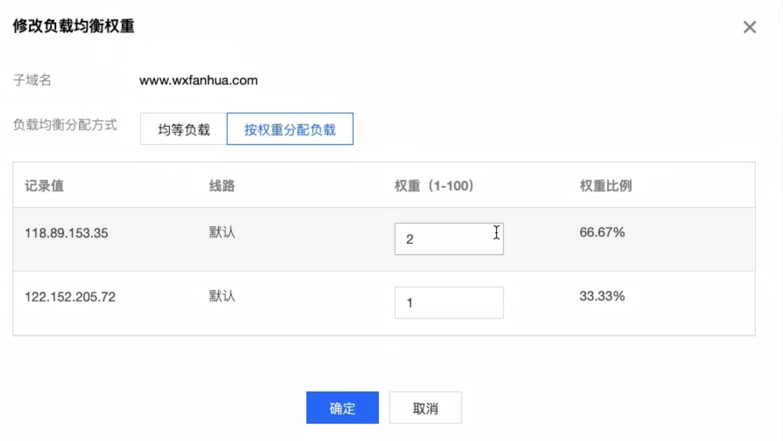 修改负载均衡权重
子域名 www.wxfanhua.com
负载均衡分配方式 均等负载 按权重分配负载
记录值 线路 权重（1-100） 权重比例
118.89.153.35 默认 2 66.67%
122.152.205.72 默认 1 33.33%
确定 取消